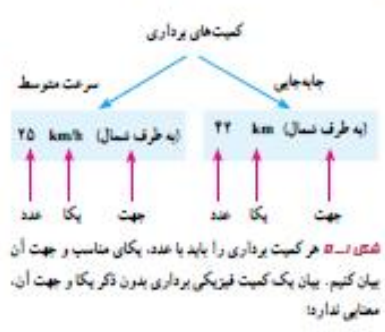 کمیت‌های برداری
جابه‌جایی
سرعت متوسط
۴۲ km (به طرف شمال)
۲۵ km/h (به طرف شمال)
عدد یکا جهت
عدد یکا جهت
هر کمیت برداری را باید با عدد، یکای مناسب و جهت آن
بیان کنیم. بیان یک کمیت فیزیکی برداری بدون ذکر یکا و جهت آن،
معنایی ندارد؛